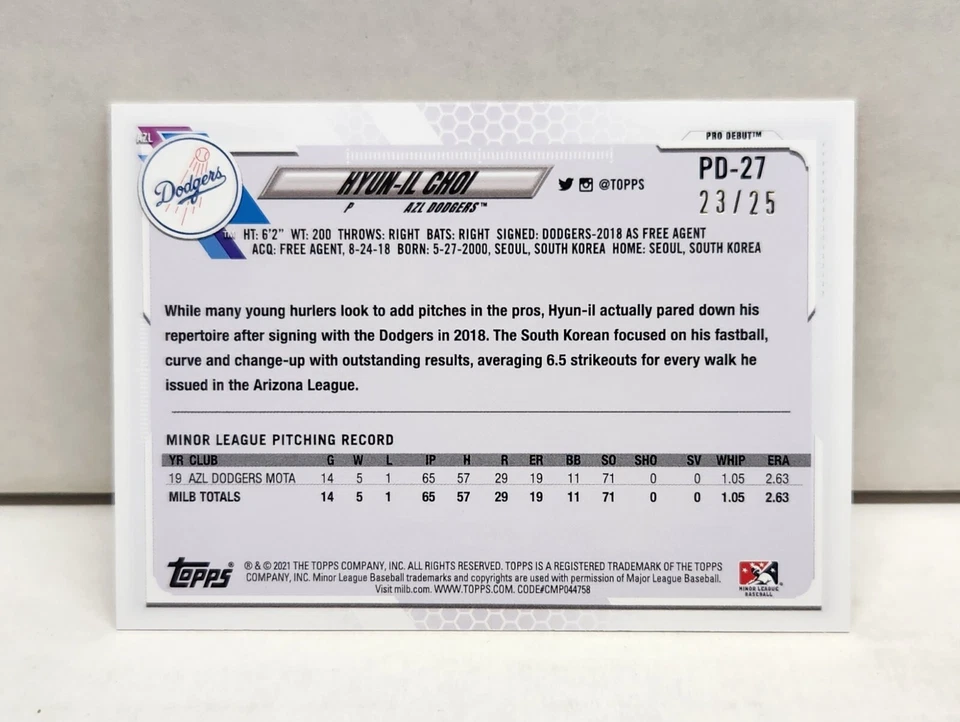 AZL
PRO DEBUT™
Dodgers
TM
HYUN-IL CHOI
@TOPPS
PD-27
P AZL DODGERS™
23/25
HT: 6'2" WT: 200 THROWS: RIGHT BATS: RIGHT SIGNED: DODGERS-2018 AS FREE AGENT
ACQ: FREE AGENT, 8-24-18 BORN: 5-27-2000, SEOUL, SOUTH KOREA HOME: SEOUL, SOUTH KOREA
While many young hurlers look to add pitches in the pros, Hyun-il actually pared down his
repertoire after signing with the Dodgers in 2018. The South Korean focused on his fastball,
curve and change-up with outstanding results, averaging 6.5 strikeouts for every walk he
issued in the Arizona League.
MINOR LEAGUE PITCHING RECORD
YR CLUB G W L IP H R ER BB SO SHO SV WHIP ERA
19 AZL DODGERS MOTA 14 5 1 65 57 29 19 11 71 0 0 1.05 2.63
MILB TOTALS 14 5 1 65 57 29 19 11 71 0 0 1.05 2.63
Topps®
® & © 2021 THE TOPPS COMPANY, INC. ALL RIGHTS RESERVED. TOPPS IS A REGISTERED TRADEMARK OF THE TOPPS
COMPANY, INC. Minor League Baseball trademarks and copyrights are used with permission of Major League Baseball.
Visit milb.com. WWW.TOPPS.COM. CODE#CMP044758
MINOR LEAGUE
BASEBALL